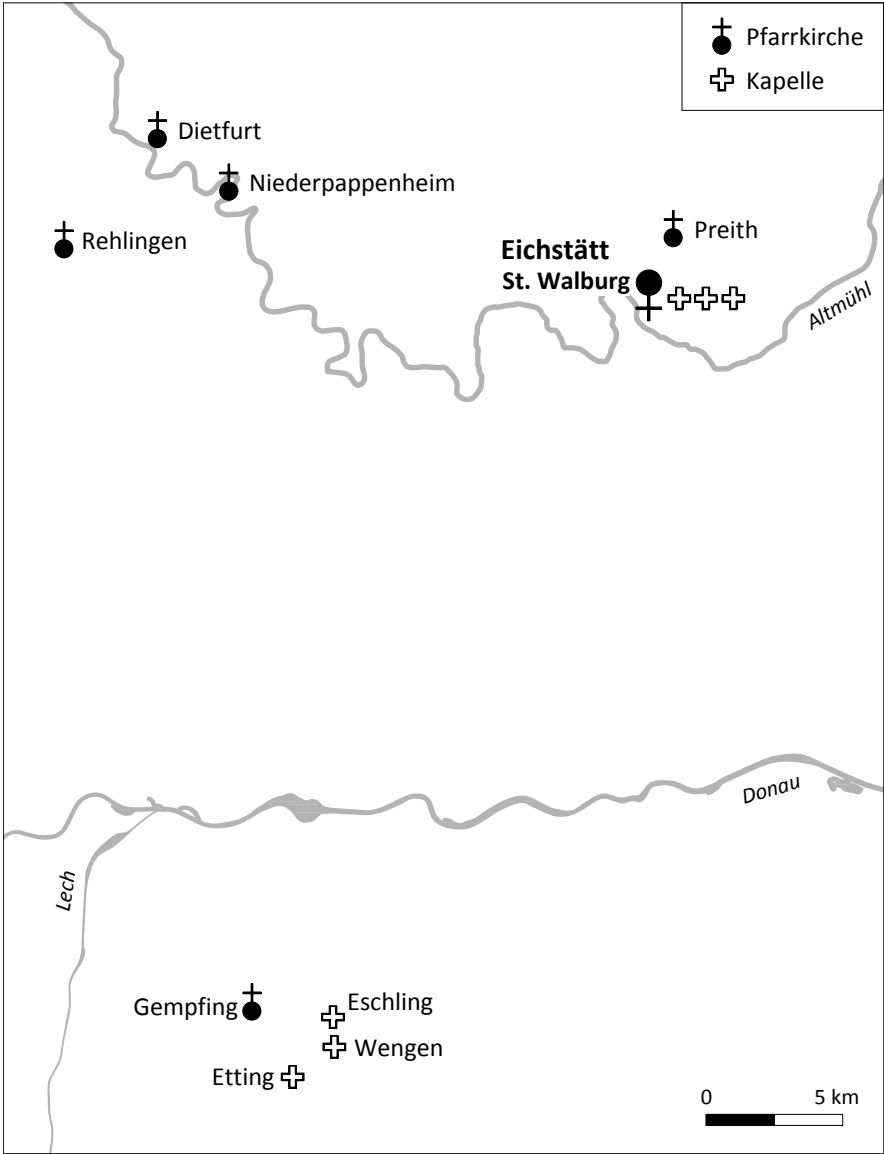 Pfarrkirche
Kapelle
Dietfurt
Niederpappenheim
Rehlingen
Preith
Eichstätt
St. Walburg
Altmühl
Donau
Lech
Gempfing
Eschling
Wengen
Etting
0 5 km